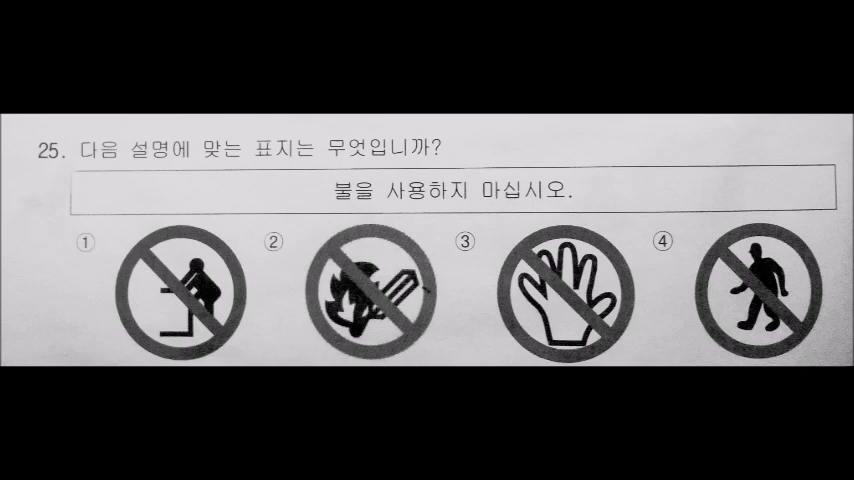 25. 다음 설명에 맞는 표지는 무엇입니까?
불을 사용하지 마십시오.
① ② ③ ④